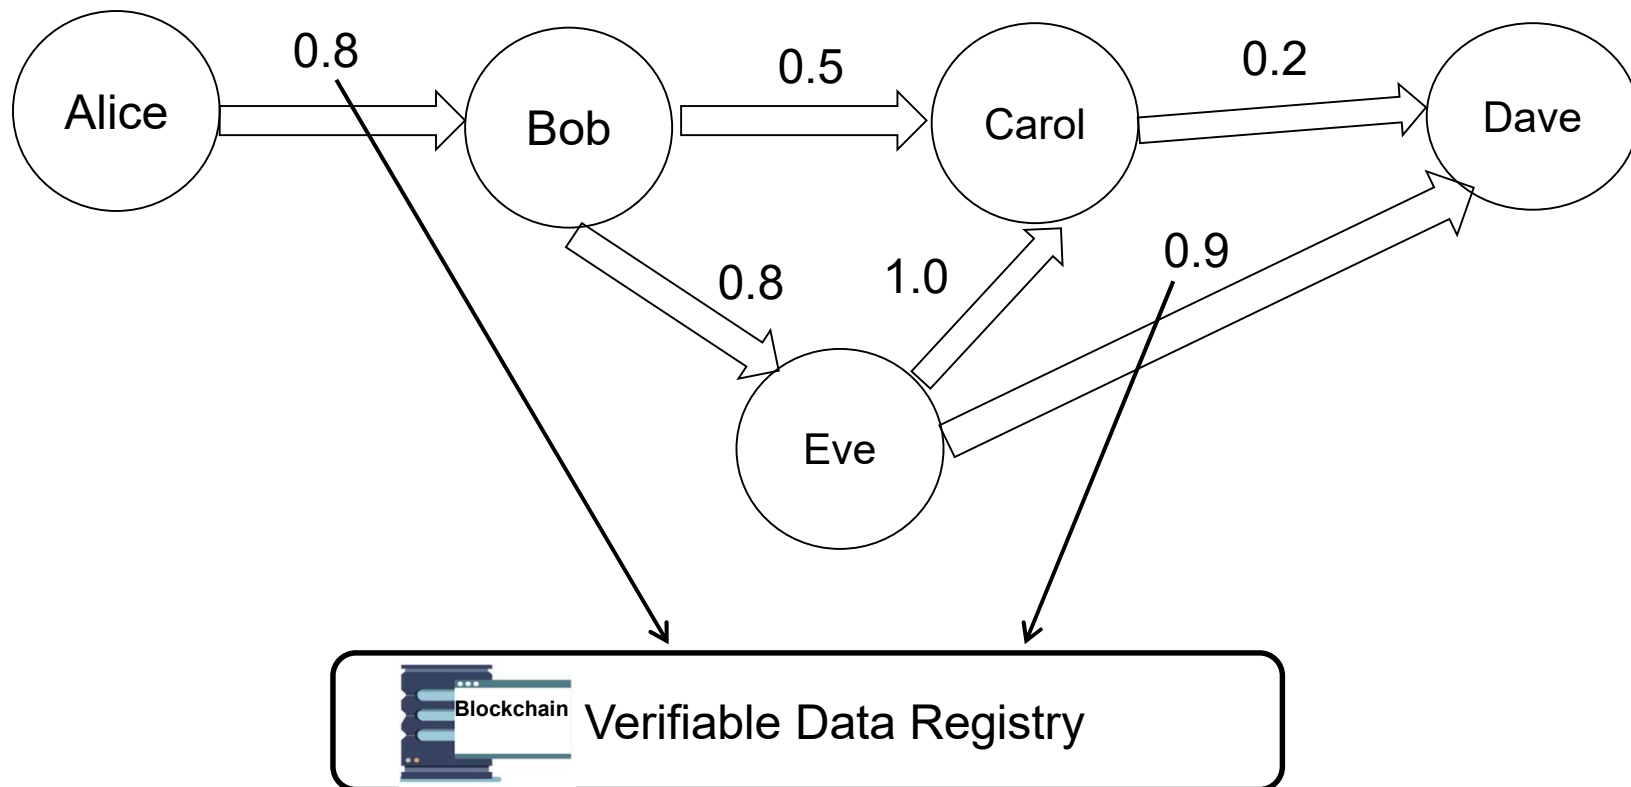 0.8
0.5
0.2
Alice
Bob
Carol
Dave
0.8
1.0
0.9
Eve
Blockchain
Verifiable Data Registry